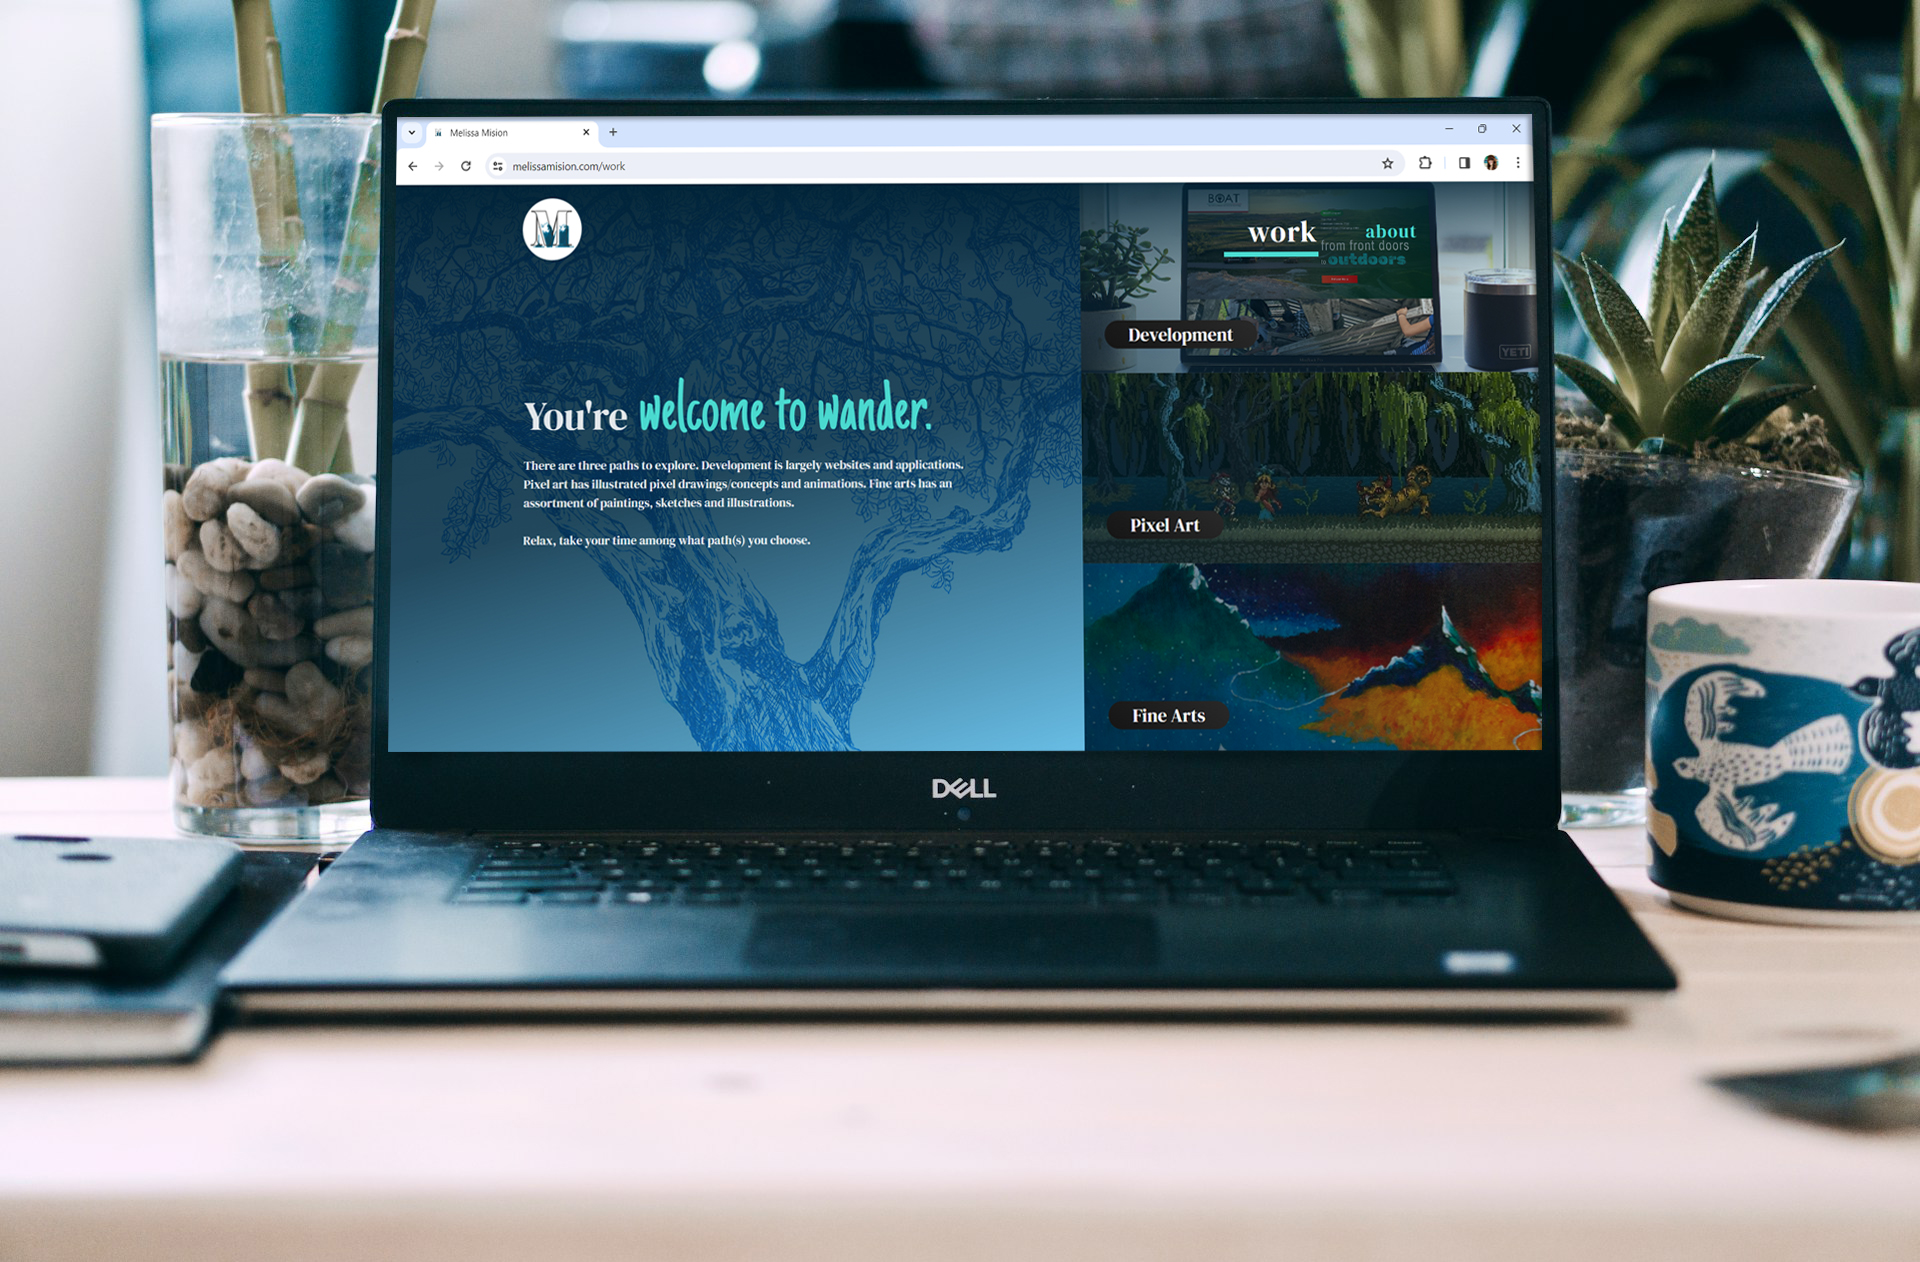 Melissa Mision
melissamision.com/work
M
BOAT
work
about
from front doors
to outdoors
Development
YETI
You're welcome to wander.
There are three paths to explore. Development is largely websites and applications.
Pixel art has illustrated pixel drawings/concepts and animations. Fine arts has an
assortment of paintings, sketches and illustrations.
Relax, take your time among what path(s) you choose.
Pixel Art
Fine Arts
DELL